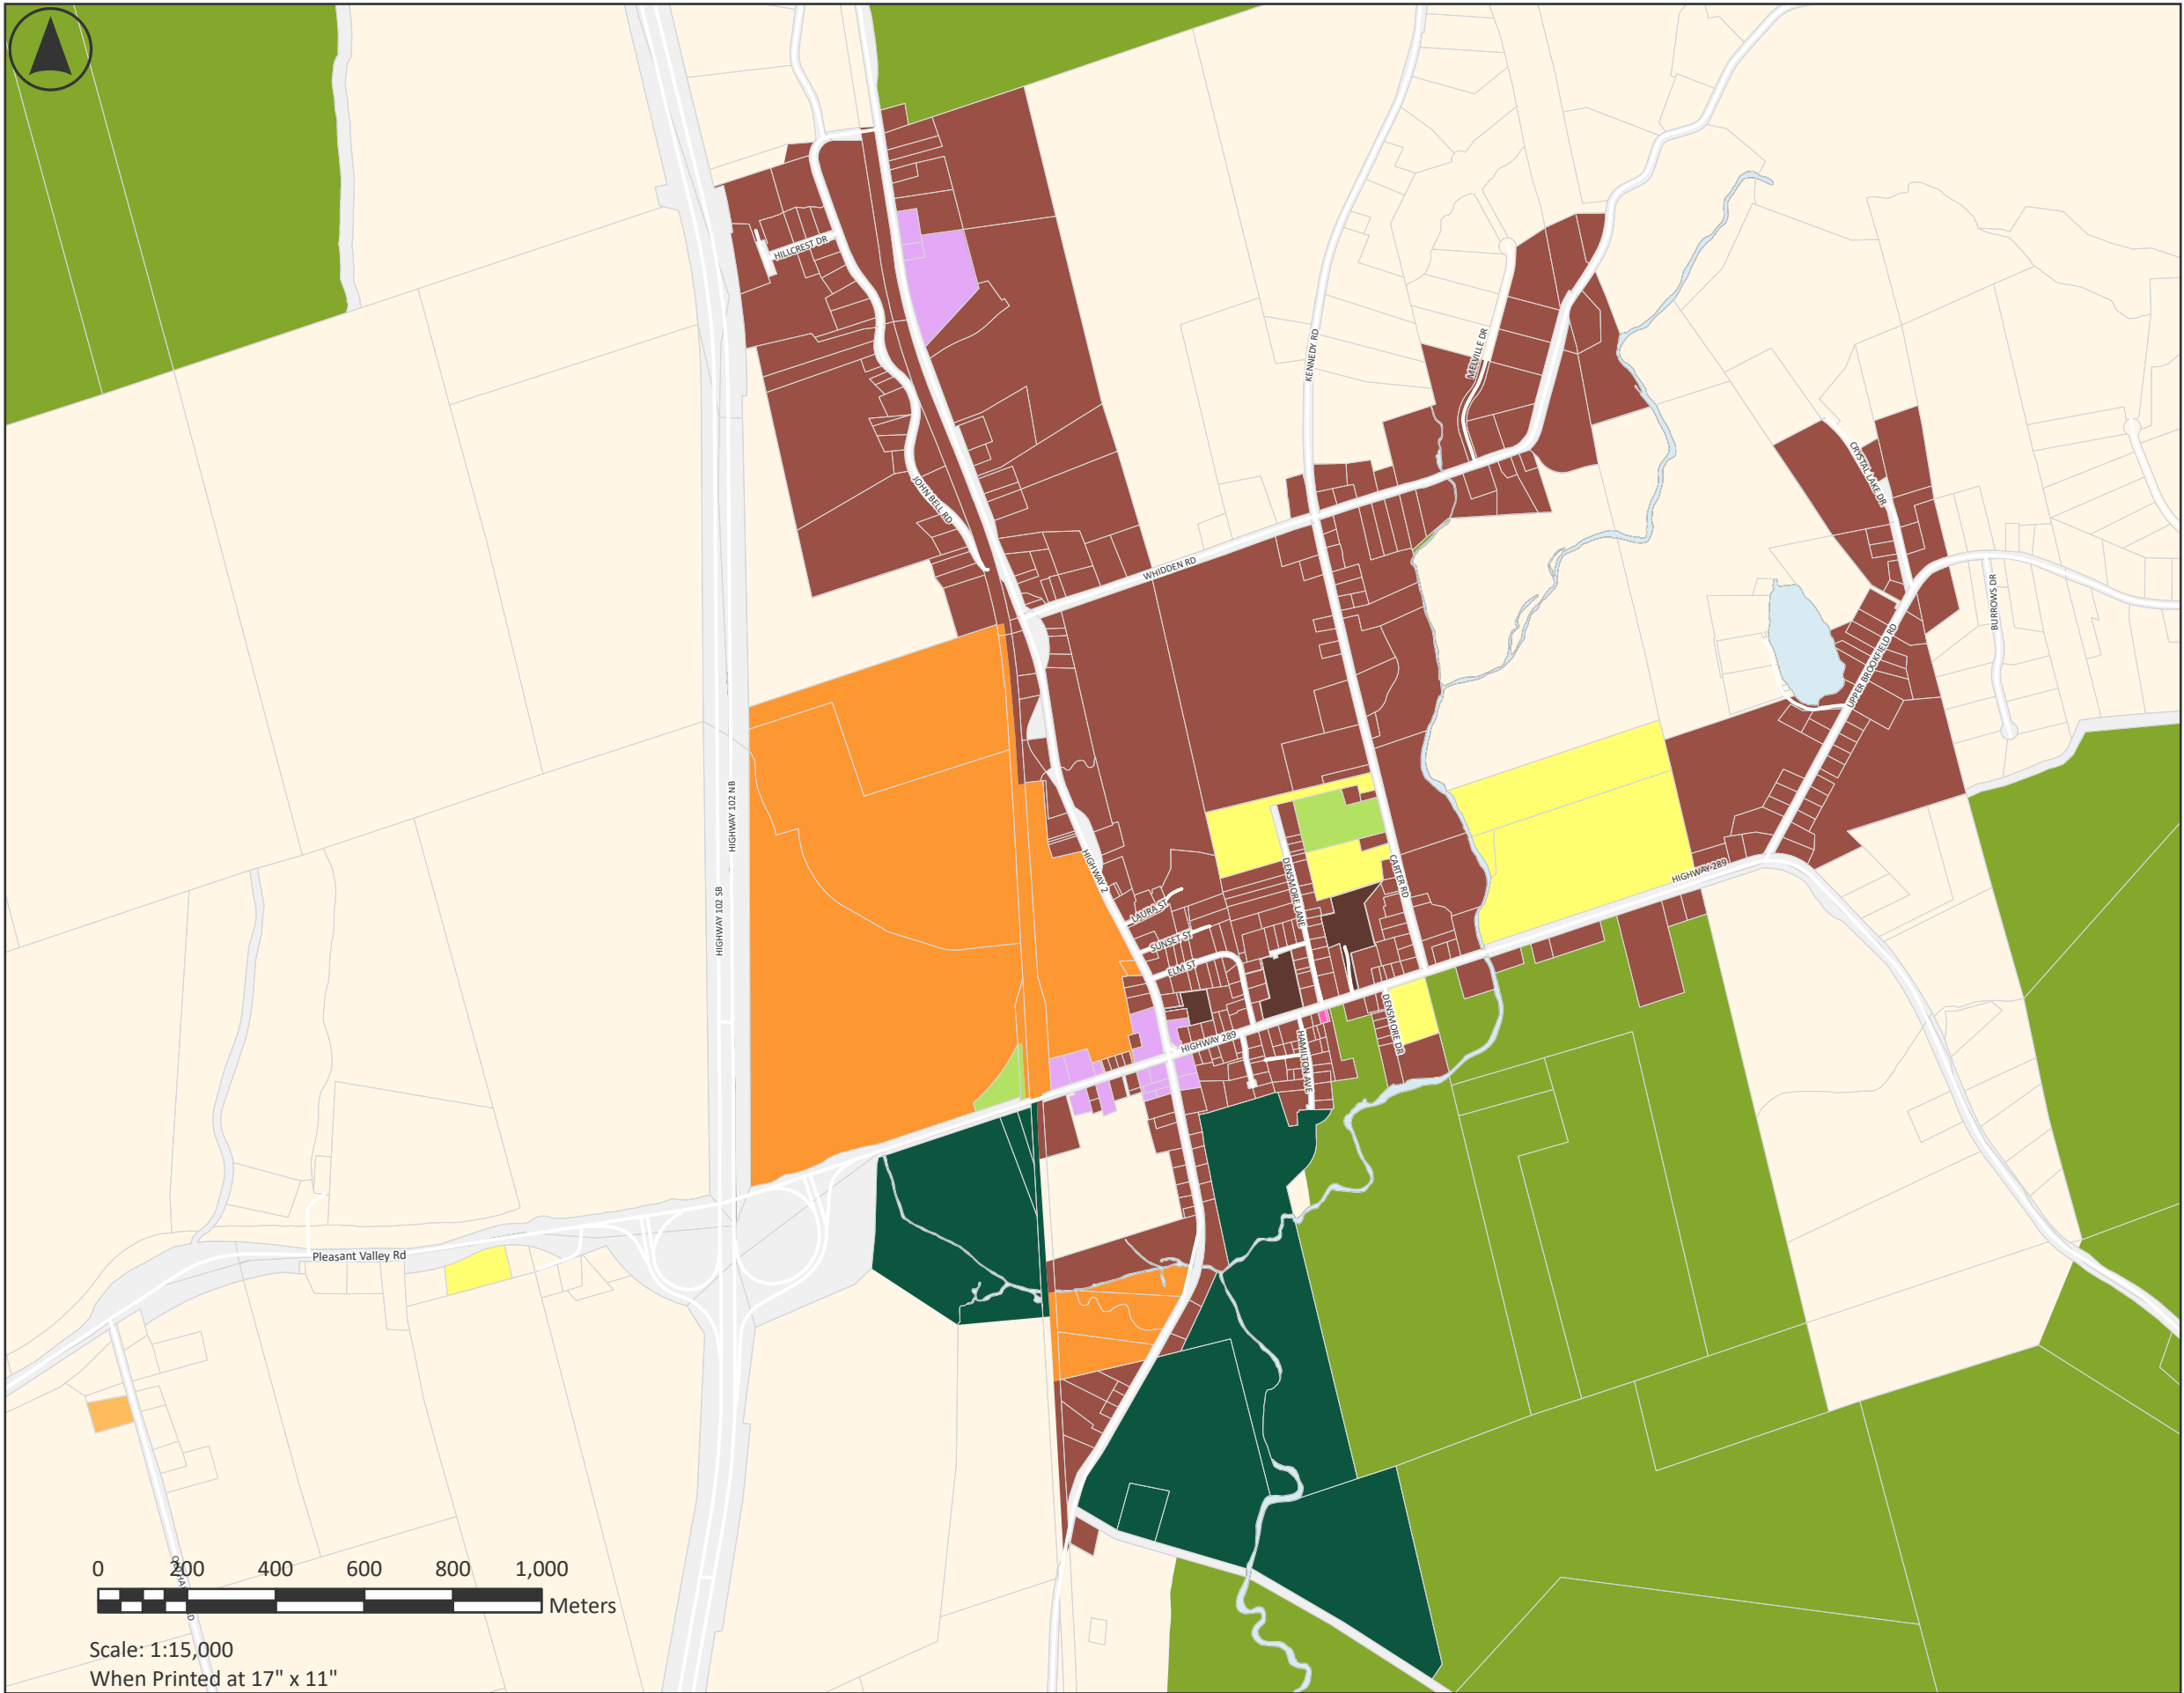 HILLCREST DR
KENNEDY RD
MELVILLE DR
CRYSTAL LAKE DR
JOHN BELL RD
WHIDDEN RD
BURROWS DR
UPPER BROOKFIELD RD
HIGHWAY 102 NB
HIGHWAY 2
DENSMORE LANE
CARTER RD
HIGHWAY 289
HIGHWAY 102 SB
LAURA ST
SUNSET ST
ELM ST
DENSMORE DR
HIGHWAY 289
HAMILTON AVE
Pleasant Valley Rd
0 200 400 600 800 1,000
Meters
Scale: 1:15,000
When Printed at 17" x 11"